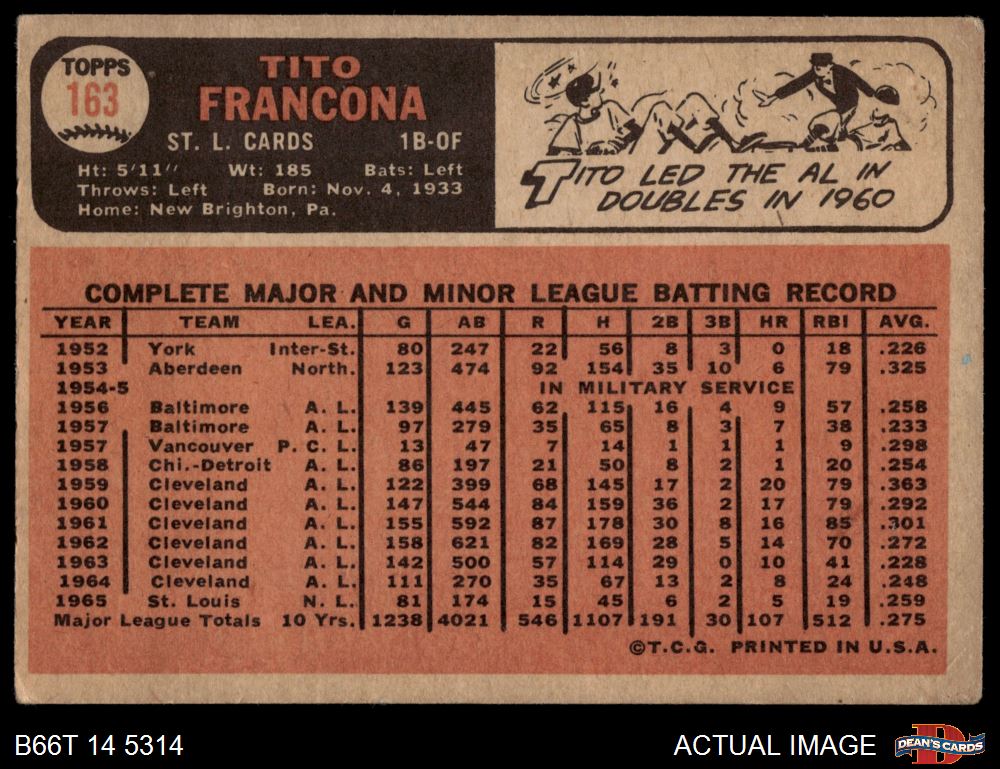 TOPPS
163
TITO
FRANCONA
ST. L. CARDS 1B-OF
Ht: 5'11" Wt: 185 Bats: Left
Throws: Left Born: Nov. 4, 1933
Home: New Brighton, Pa.
TITO LED THE AL IN
DOUBLES IN 1960
COMPLETE MAJOR AND MINOR LEAGUE BATTING RECORD
YEAR TEAM LEA. G AB R H 2B 3B HR RBI AVG.
1952 York Inter-St. 80 247 22 56 8 3 0 18 .226
1953 Aberdeen North. 123 474 92 154 35 10 6 79 .325
1954-5 IN MILITARY SERVICE
1956 Baltimore A. L. 139 445 62 115 16 4 9 57 .258
1957 Baltimore A. L. 97 279 35 65 8 3 7 38 .233
1957 Vancouver P. C. L. 13 47 7 14 1 1 1 9 .298
1958 Chi.-Detroit A. L. 86 197 21 50 8 2 1 20 .254
1959 Cleveland A. L. 122 399 68 145 17 2 20 79 .363
1960 Cleveland A. L. 147 544 84 159 36 2 17 79 .292
1961 Cleveland A. L. 155 592 87 178 30 8 16 85 .301
1962 Cleveland A. L. 158 621 82 169 28 5 14 70 .272
1963 Cleveland A. L. 142 500 57 114 29 0 10 41 .228
1964 Cleveland A. L. 111 270 35 67 13 2 8 24 .248
1965 St. Louis N. L. 81 174 15 45 6 2 5 19 .259
Major League Totals 10 Yrs. 1238 4021 546 1107 191 30 107 512 .275
©T.C.G. PRINTED IN U.S.A.
B66T 14 5314 ACTUAL IMAGE
D
DEAN'S CARDS